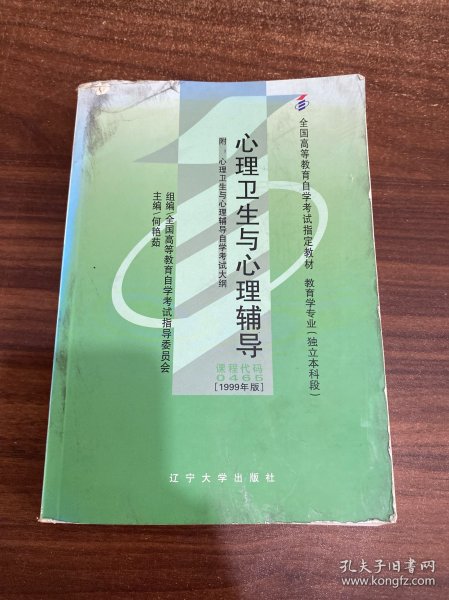 全国高等教育自学考试指定教材 教育学专业(独立本科段)
心理卫生与心理辅导
附:心理卫生与心理辅导自学考试大纲
课程代码
0465
[1999年版]
组编/全国高等教育自学考试指导委员会
主编/何艳茹
辽宁大学出版社
孔夫子旧书网
www.kongfz.com